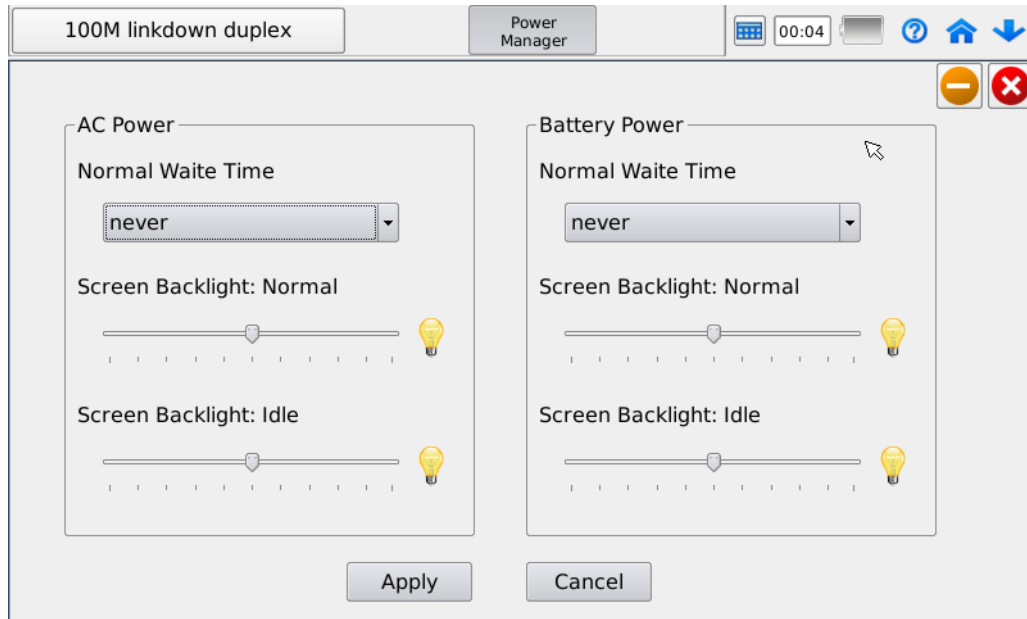 100M linkdown duplex
Power
Manager
00:04
AC Power
Normal Waite Time
never
Screen Backlight: Normal
Screen Backlight: Idle
Battery Power
Normal Waite Time
never
Screen Backlight: Normal
Screen Backlight: Idle
Apply
Cancel